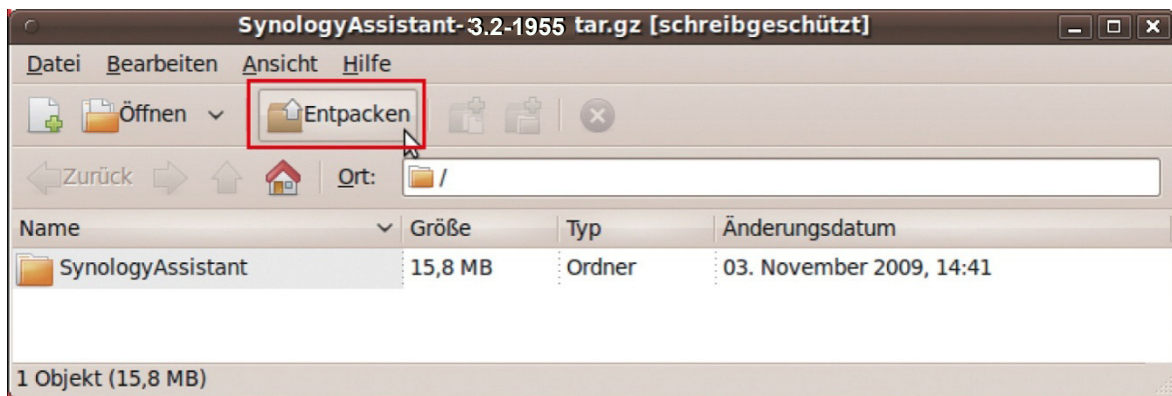 SynologyAssistant-3.2-1955 tar.gz [schreibgeschützt]
Datei Bearbeiten Ansicht Hilfe
Öffnen Entpacken
Zurück Ort: /
Name Größe Typ Änderungsdatum
SynologyAssistant 15,8 MB Ordner 03. November 2009, 14:41
1 Objekt (15,8 MB)